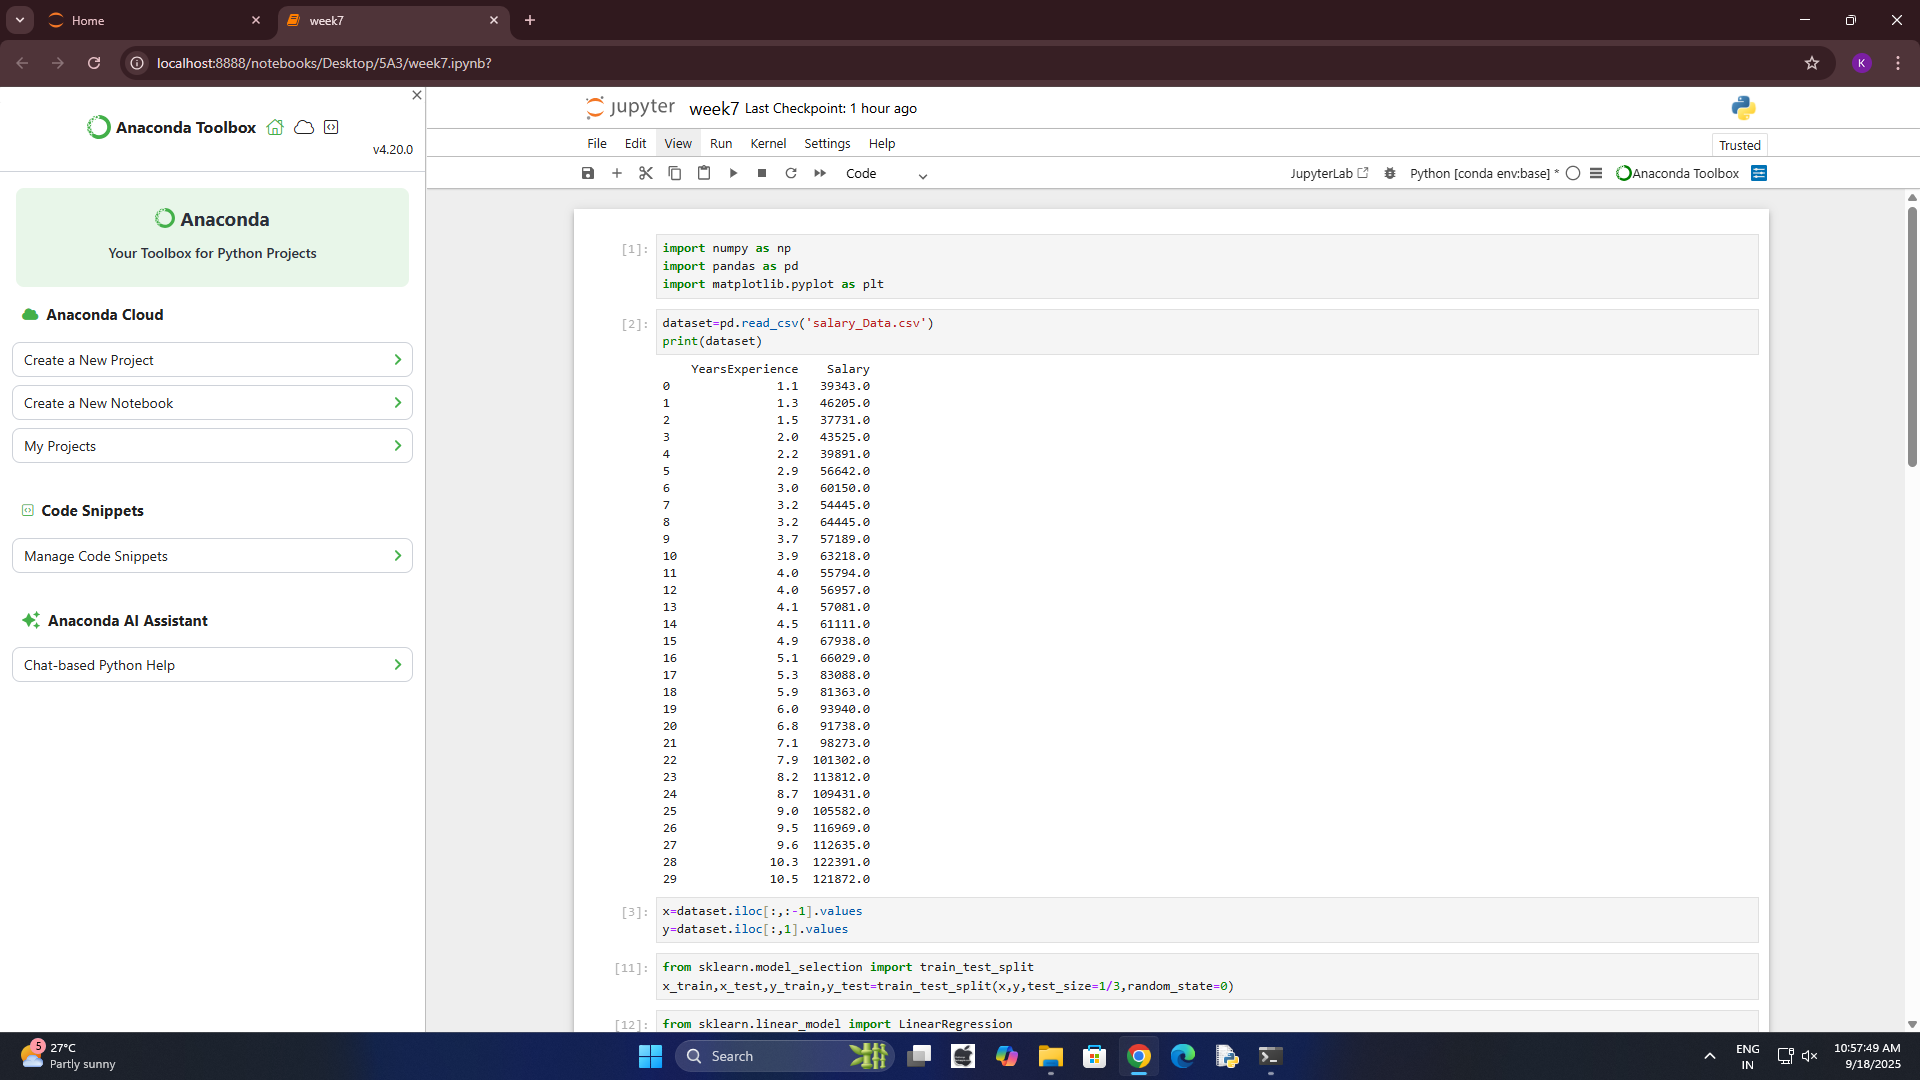 Home
week7
localhost:8888/notebooks/Desktop/5A3/week7.ipynb?
K
Anaconda Toolbox
v4.20.0
Anaconda
Your Toolbox for Python Projects
Anaconda Cloud
Create a New Project
Create a New Notebook
My Projects
Code Snippets
Manage Code Snippets
Anaconda AI Assistant
Chat-based Python Help
jupyter week7 Last Checkpoint: 1 hour ago
File Edit View Run Kernel Settings Help
Trusted
Code
JupyterLab Python [conda env:base] * Anaconda Toolbox
[1]: import numpy as np
import pandas as pd
import matplotlib.pyplot as plt
[2]: dataset=pd.read_csv('salary_Data.csv')
print(dataset)
YearsExperience Salary
0 1.1 39343.0
1 1.3 46205.0
2 1.5 37731.0
3 2.0 43525.0
4 2.2 39891.0
5 2.9 56642.0
6 3.0 60150.0
7 3.2 54445.0
8 3.2 64445.0
9 3.7 57189.0
10 3.9 63218.0
11 4.0 55794.0
12 4.0 56957.0
13 4.1 57081.0
14 4.5 61111.0
15 4.9 67938.0
16 5.1 66029.0
17 5.3 83088.0
18 5.9 81363.0
19 6.0 93940.0
20 6.8 91738.0
21 7.1 98273.0
22 7.9 101302.0
23 8.2 113812.0
24 8.7 109431.0
25 9.0 105582.0
26 9.5 116969.0
27 9.6 112635.0
28 10.3 122391.0
29 10.5 121872.0
[3]: x=dataset.iloc[:,:-1].values
y=dataset.iloc[:,1].values
[11]: from sklearn.model_selection import train_test_split
x_train,x_test,y_train,y_test=train_test_split(x,y,test_size=1/3,random_state=0)
[12]: from sklearn.linear_model import LinearRegression
5
27°C
Partly sunny
Search
ENG
IN
10:57:49 AM
9/18/2025